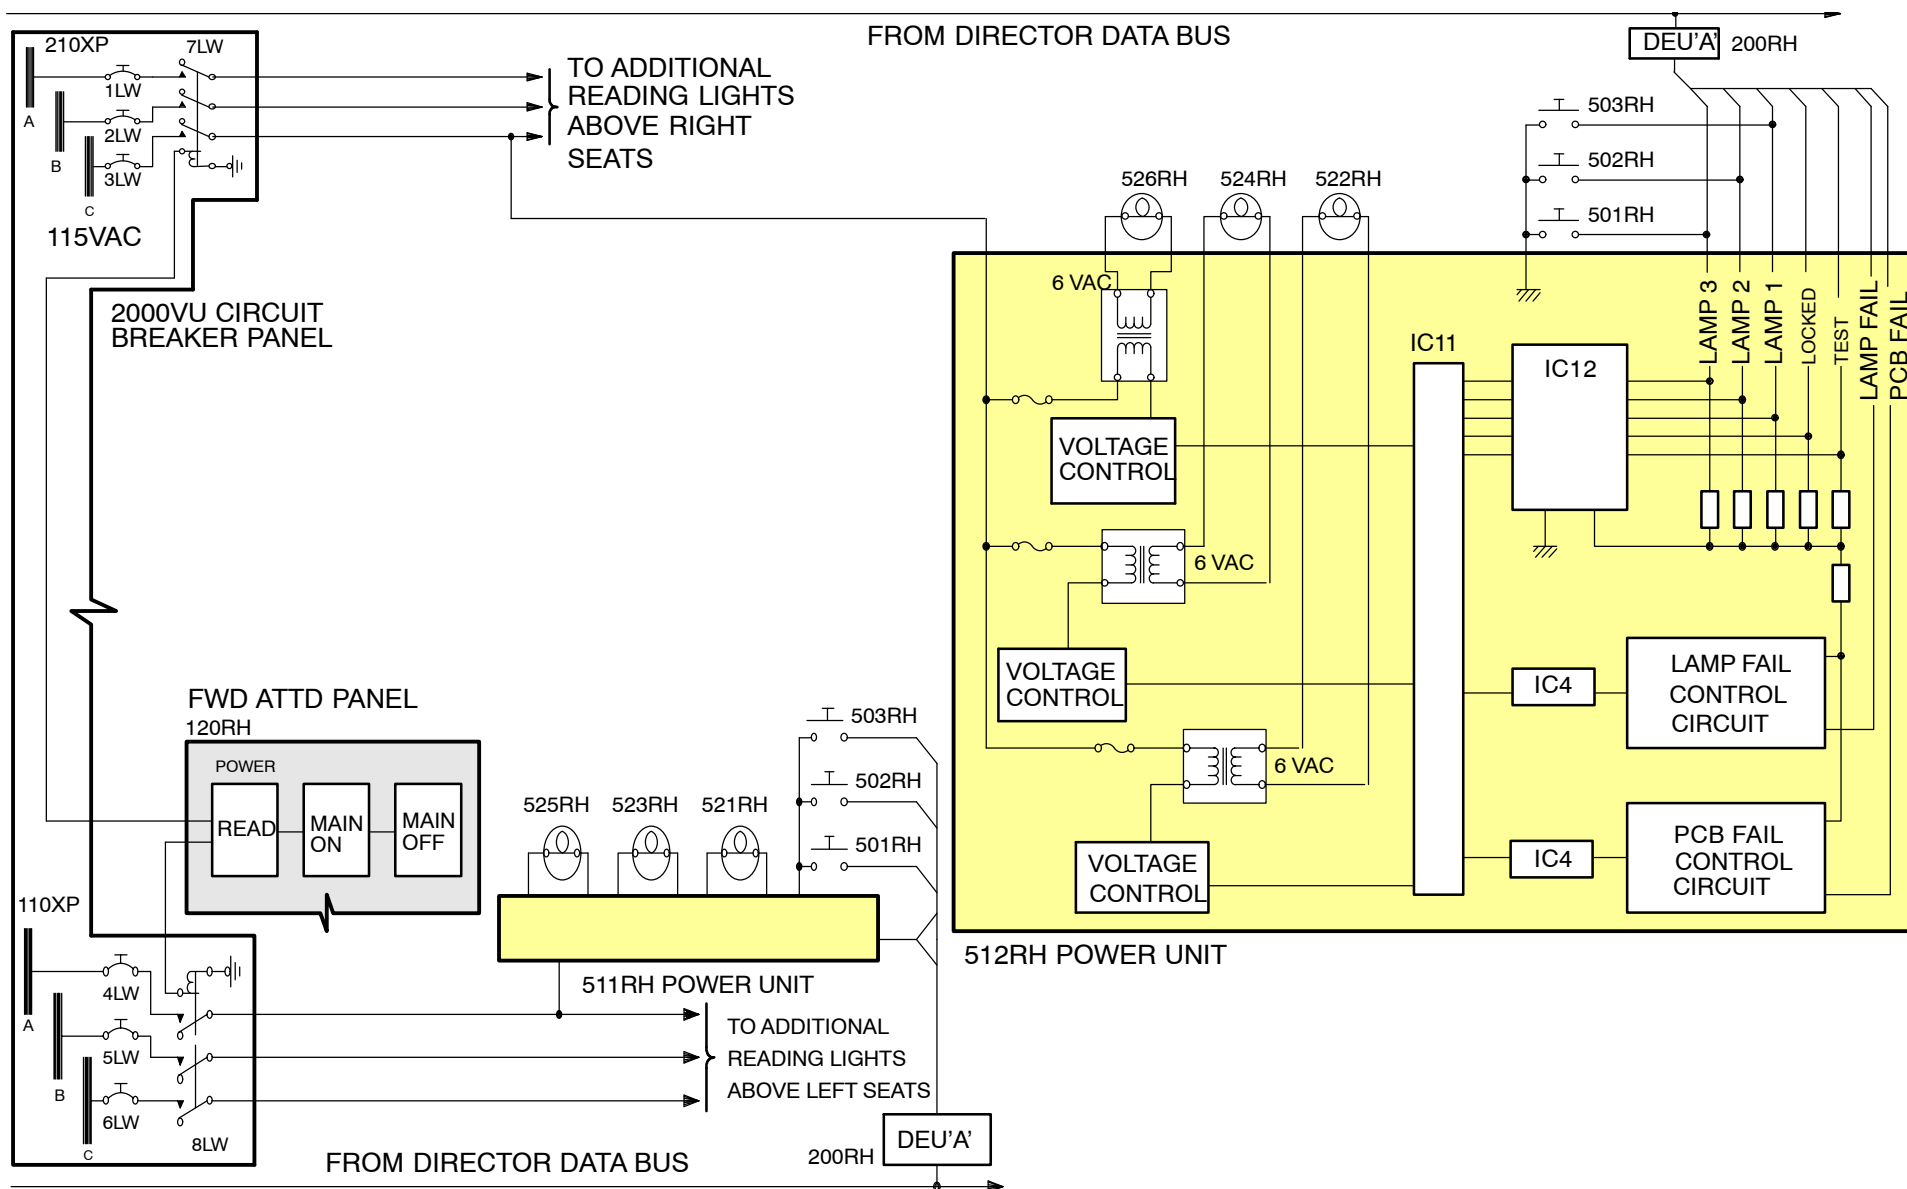 FROM DIRECTOR DATA BUS
DEU'A'
200RH
210XP
7LW
1LW
A
2LW
B
3LW
C
115VAC
TO ADDITIONAL
READING LIGHTS
ABOVE RIGHT
SEATS
2000VU CIRCUIT
BREAKER PANEL
503RH
502RH
501RH
526RH
524RH
522RH
6 VAC
LAMP 3
LAMP 2
LAMP 1
LOCKED
TEST
LAMP FAIL
PCB FAIL
IC11
IC12
VOLTAGE
CONTROL
6 VAC
VOLTAGE
CONTROL
IC4
LAMP FAIL
CONTROL
CIRCUIT
6 VAC
VOLTAGE
CONTROL
IC4
PCB FAIL
CONTROL
CIRCUIT
512RH POWER UNIT
FWD ATTD PANEL
120RH
POWER
READ
MAIN
ON
MAIN
OFF
503RH
502RH
501RH
525RH
523RH
521RH
511RH POWER UNIT
110XP
4LW
A
5LW
B
6LW
C
8LW
TO ADDITIONAL
READING LIGHTS
ABOVE LEFT SEATS
DEU'A'
200RH
FROM DIRECTOR DATA BUS